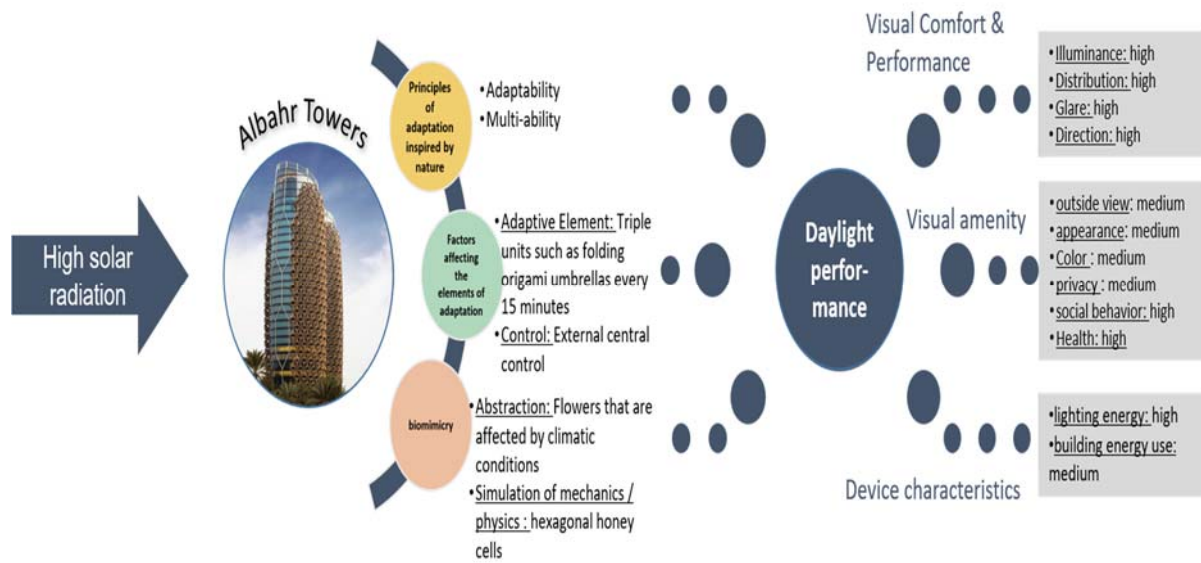 High solar
radiation
Albahr Towers
Principles
of
adaptation
inspired by
nature
•Adaptability
•Multi-ability
Factors
affecting
the
elements of
adaptation
•Adaptive Element: Triple
units such as folding
origami umbrellas every
15 minutes
•Control: External central
control
biomimicry
•Abstraction: Flowers that are
affected by climatic
conditions
•Simulation of mechanics /
physics : hexagonal honey
cells
Daylight
perfor-
mance
Visual Comfort &
Performance
•Illuminance: high
•Distribution: high
•Glare: high
•Direction: high
Visual amenity
•outside view: medium
•appearance: medium
•Color : medium
•privacy : medium
•social behavior: high
•Health: high
Device characteristics
•lighting energy: high
•building energy use:
medium